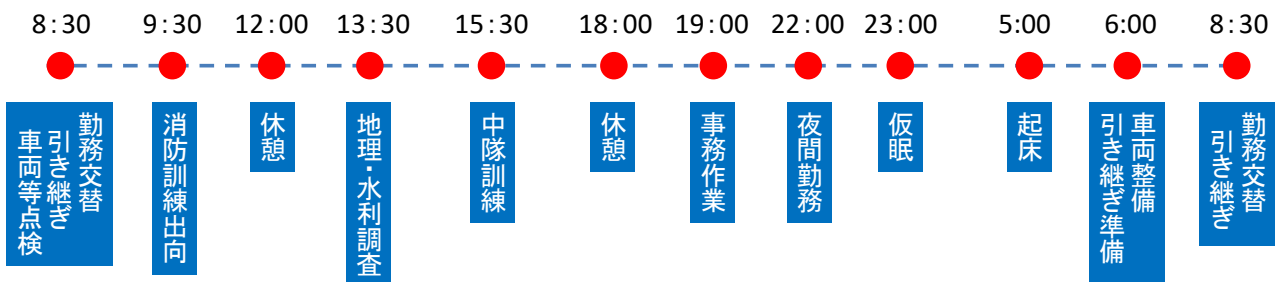 8:30
9:30
12:00
13:30
15:30
18:00
19:00
22:00
23:00
5:00
6:00
8:30
勤務交替
引き継ぎ
車両等点検
消防訓練出向
休憩
地理・水利調査
中隊訓練
休憩
事務作業
夜間勤務
仮眠
起床
車両整備
引き継ぎ準備
勤務交替
引き継ぎ